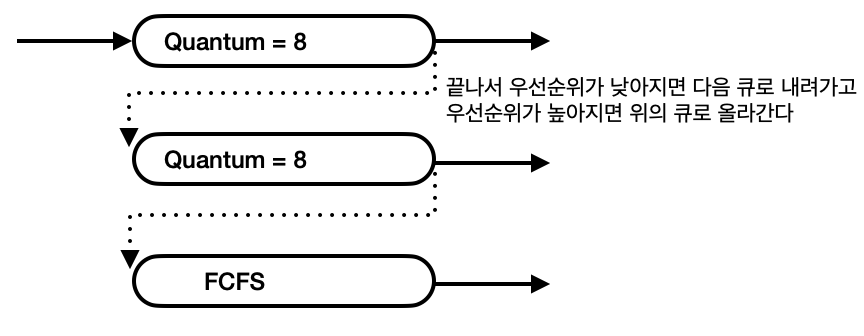 Quantum = 8
끝나서 우선순위가 낮아지면 다음 큐로 내려가고
우선순위가 높아지면 위의 큐로 올라간다
Quantum = 8
FCFS